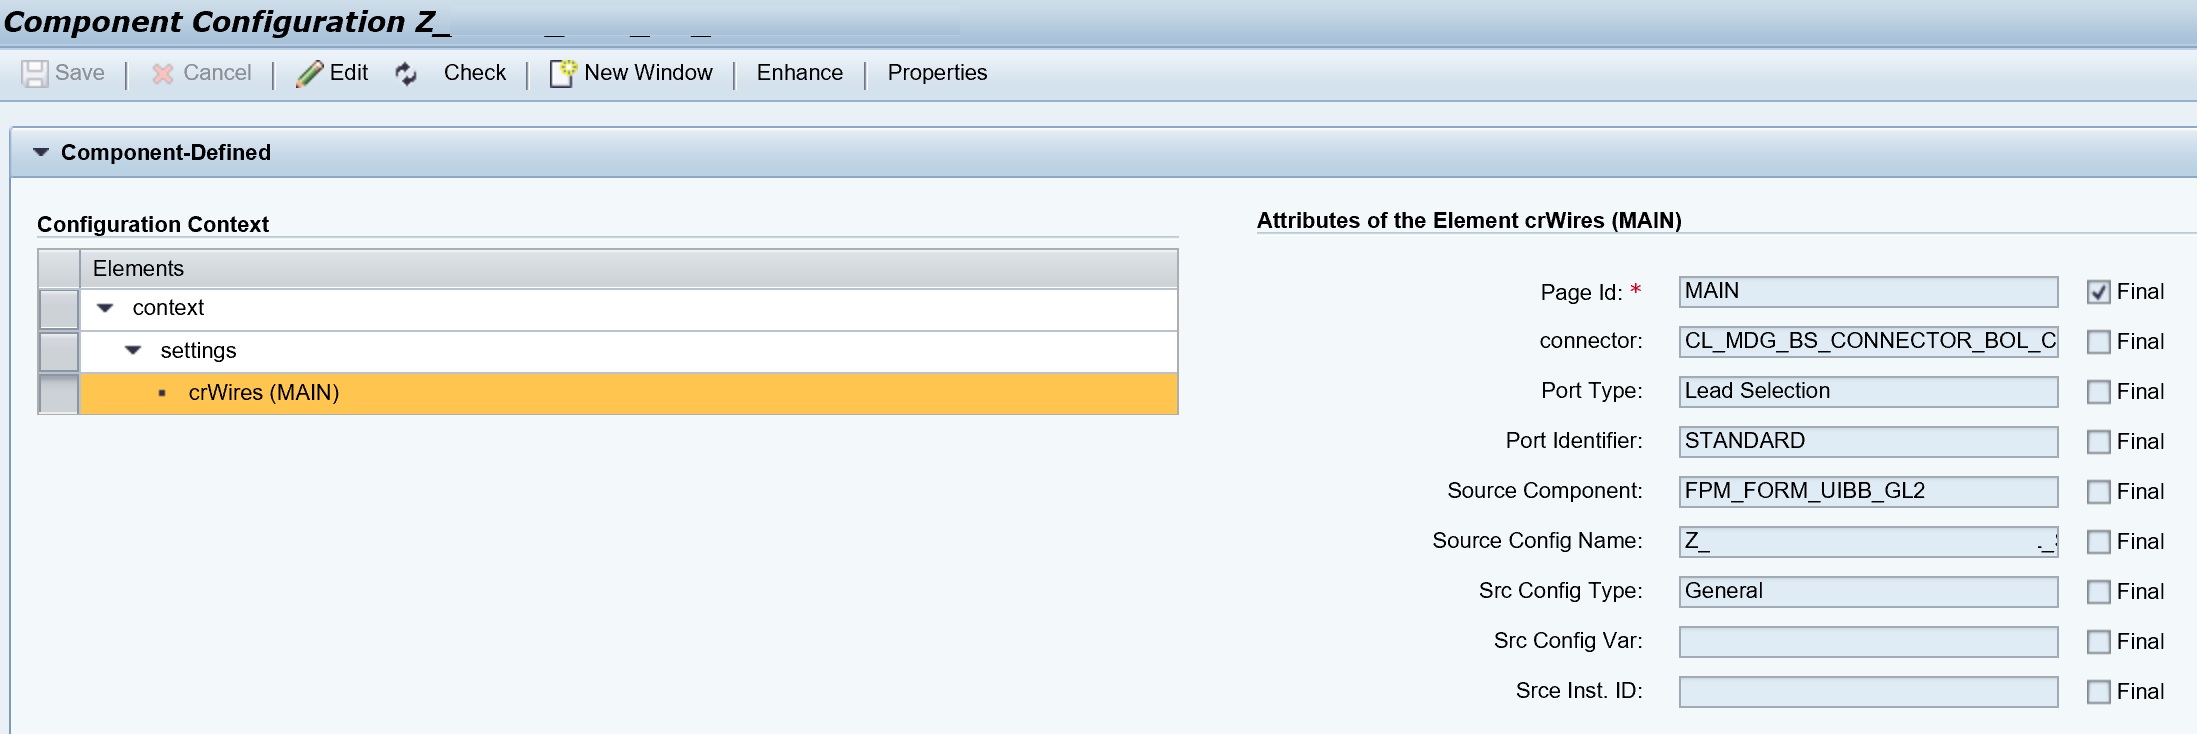 Component Configuration Z_ _ _ _
Save Cancel Edit Check New Window Enhance Properties
Component-Defined
Configuration Context
Elements
context
settings
crWires (MAIN)
Attributes of the Element crWires (MAIN)
Page Id: * MAIN Final
connector: CL_MDG_BS_CONNECTOR_BOL_C Final
Port Type: Lead Selection Final
Port Identifier: STANDARD Final
Source Component: FPM_FORM_UIBB_GL2 Final
Source Config Name: Z_ Final
Src Config Type: General Final
Src Config Var: Final
Srce Inst. ID: Final